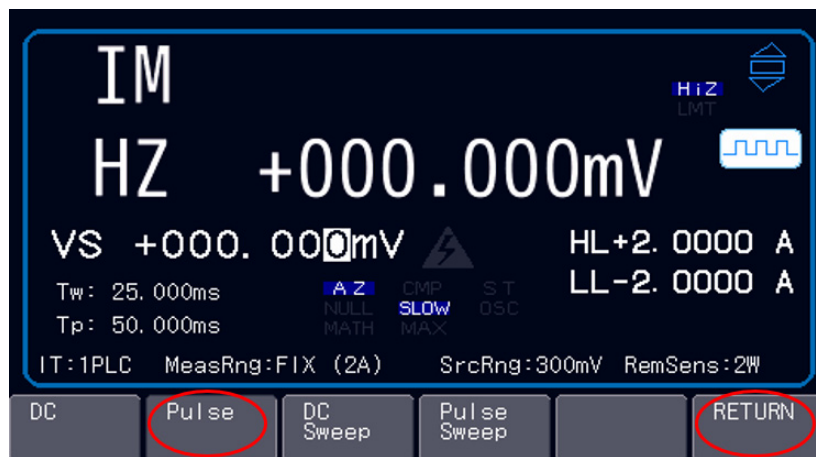 IM
HiZ
LMT
HZ +000.000mV
VS +000.000mV
HL+2.0000 A
LL-2.0000 A
Tw: 25.000ms
Tp: 50.000ms
AZ CMP ST
NULL SLOW OSC
MATH MAX
IT:1PLC MeasRng:FIX (2A) SrcRng:300mV RemSens:2W
DC Pulse DC Sweep Pulse Sweep RETURN